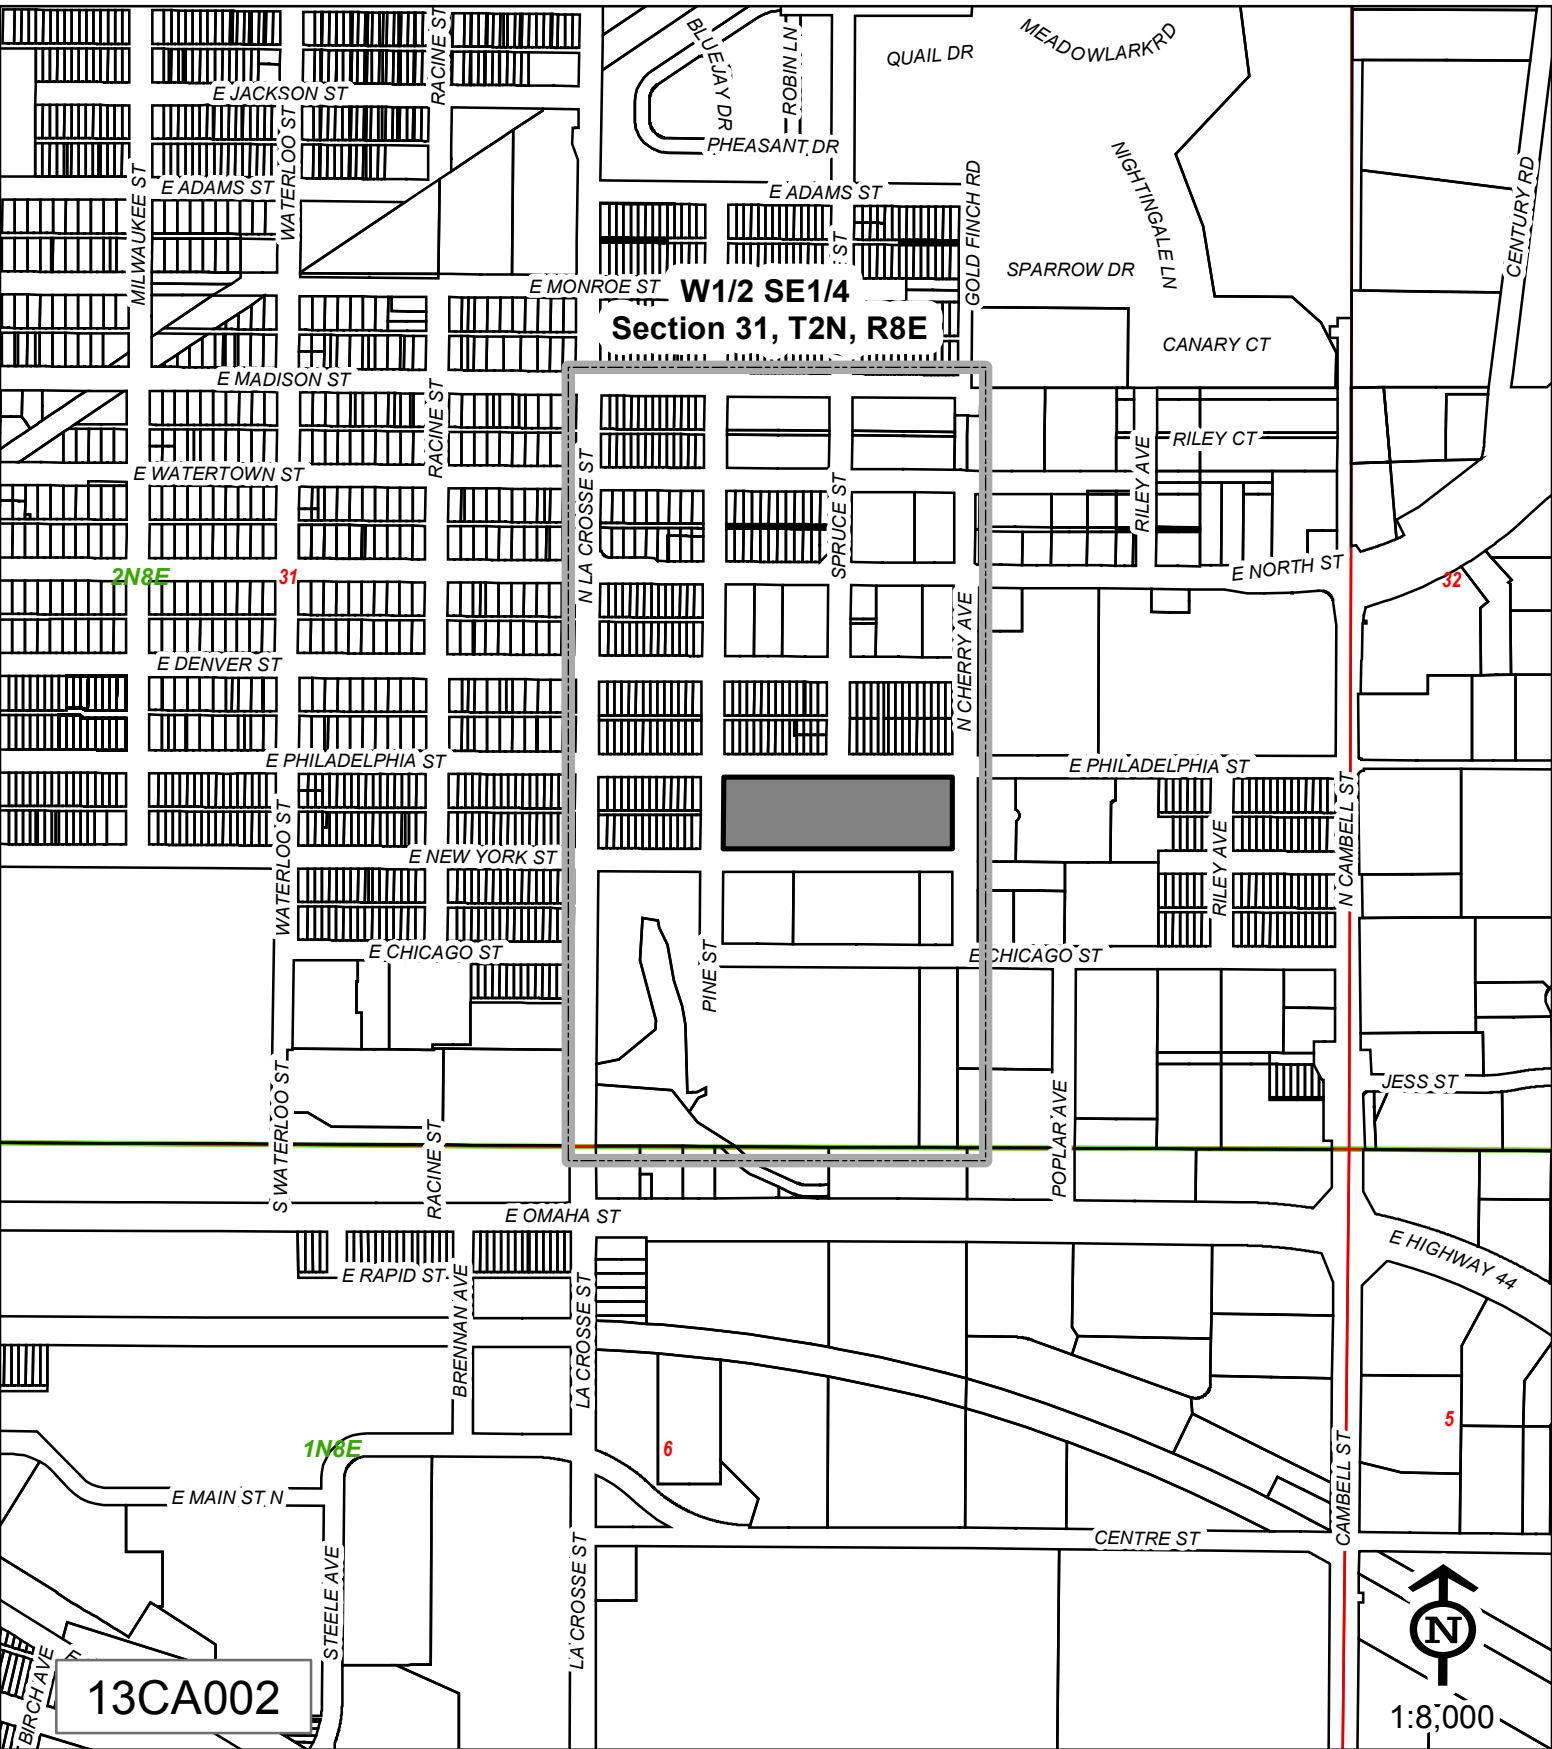 RACINE ST
BLUEJAY DR
ROBIN LN
QUAIL DR
MEADOWLARK RD
E JACKSON ST
WATERLOO ST
PHEASANT DR
NIGHTINGALE LN
CENTURY RD
MILWAUKEE ST
E ADAMS ST
E ADAMS ST
GOLD FINCH RD
ST
SPARROW DR
E MONROE ST
W1/2 SE1/4
Section 31, T2N, R8E
CANARY CT
E MADISON ST
RACINE ST
RILEY CT
E WATERTOWN ST
N LA CROSSE ST
SPRUCE ST
RILEY AVE
E NORTH ST
2N8E
31
32
N CHERRY AVE
E DENVER ST
E PHILADELPHIA ST
E PHILADELPHIA ST
N CAMBELL ST
WATERLOO ST
E NEW YORK ST
RILEY AVE
E CHICAGO ST
PINE ST
E CHICAGO ST
S WATERLOO ST
RACINE ST
POPLAR AVE
JESS ST
E OMAHA ST
E HIGHWAY 44
E RAPID ST
BRENNAN AVE
LA CROSSE ST
1N8E
6
5
E MAIN ST N
CAMBELL ST
CENTRE ST
STEELE AVE
LA CROSSE ST
BIRCH AVE
13CA002
N
1:8,000